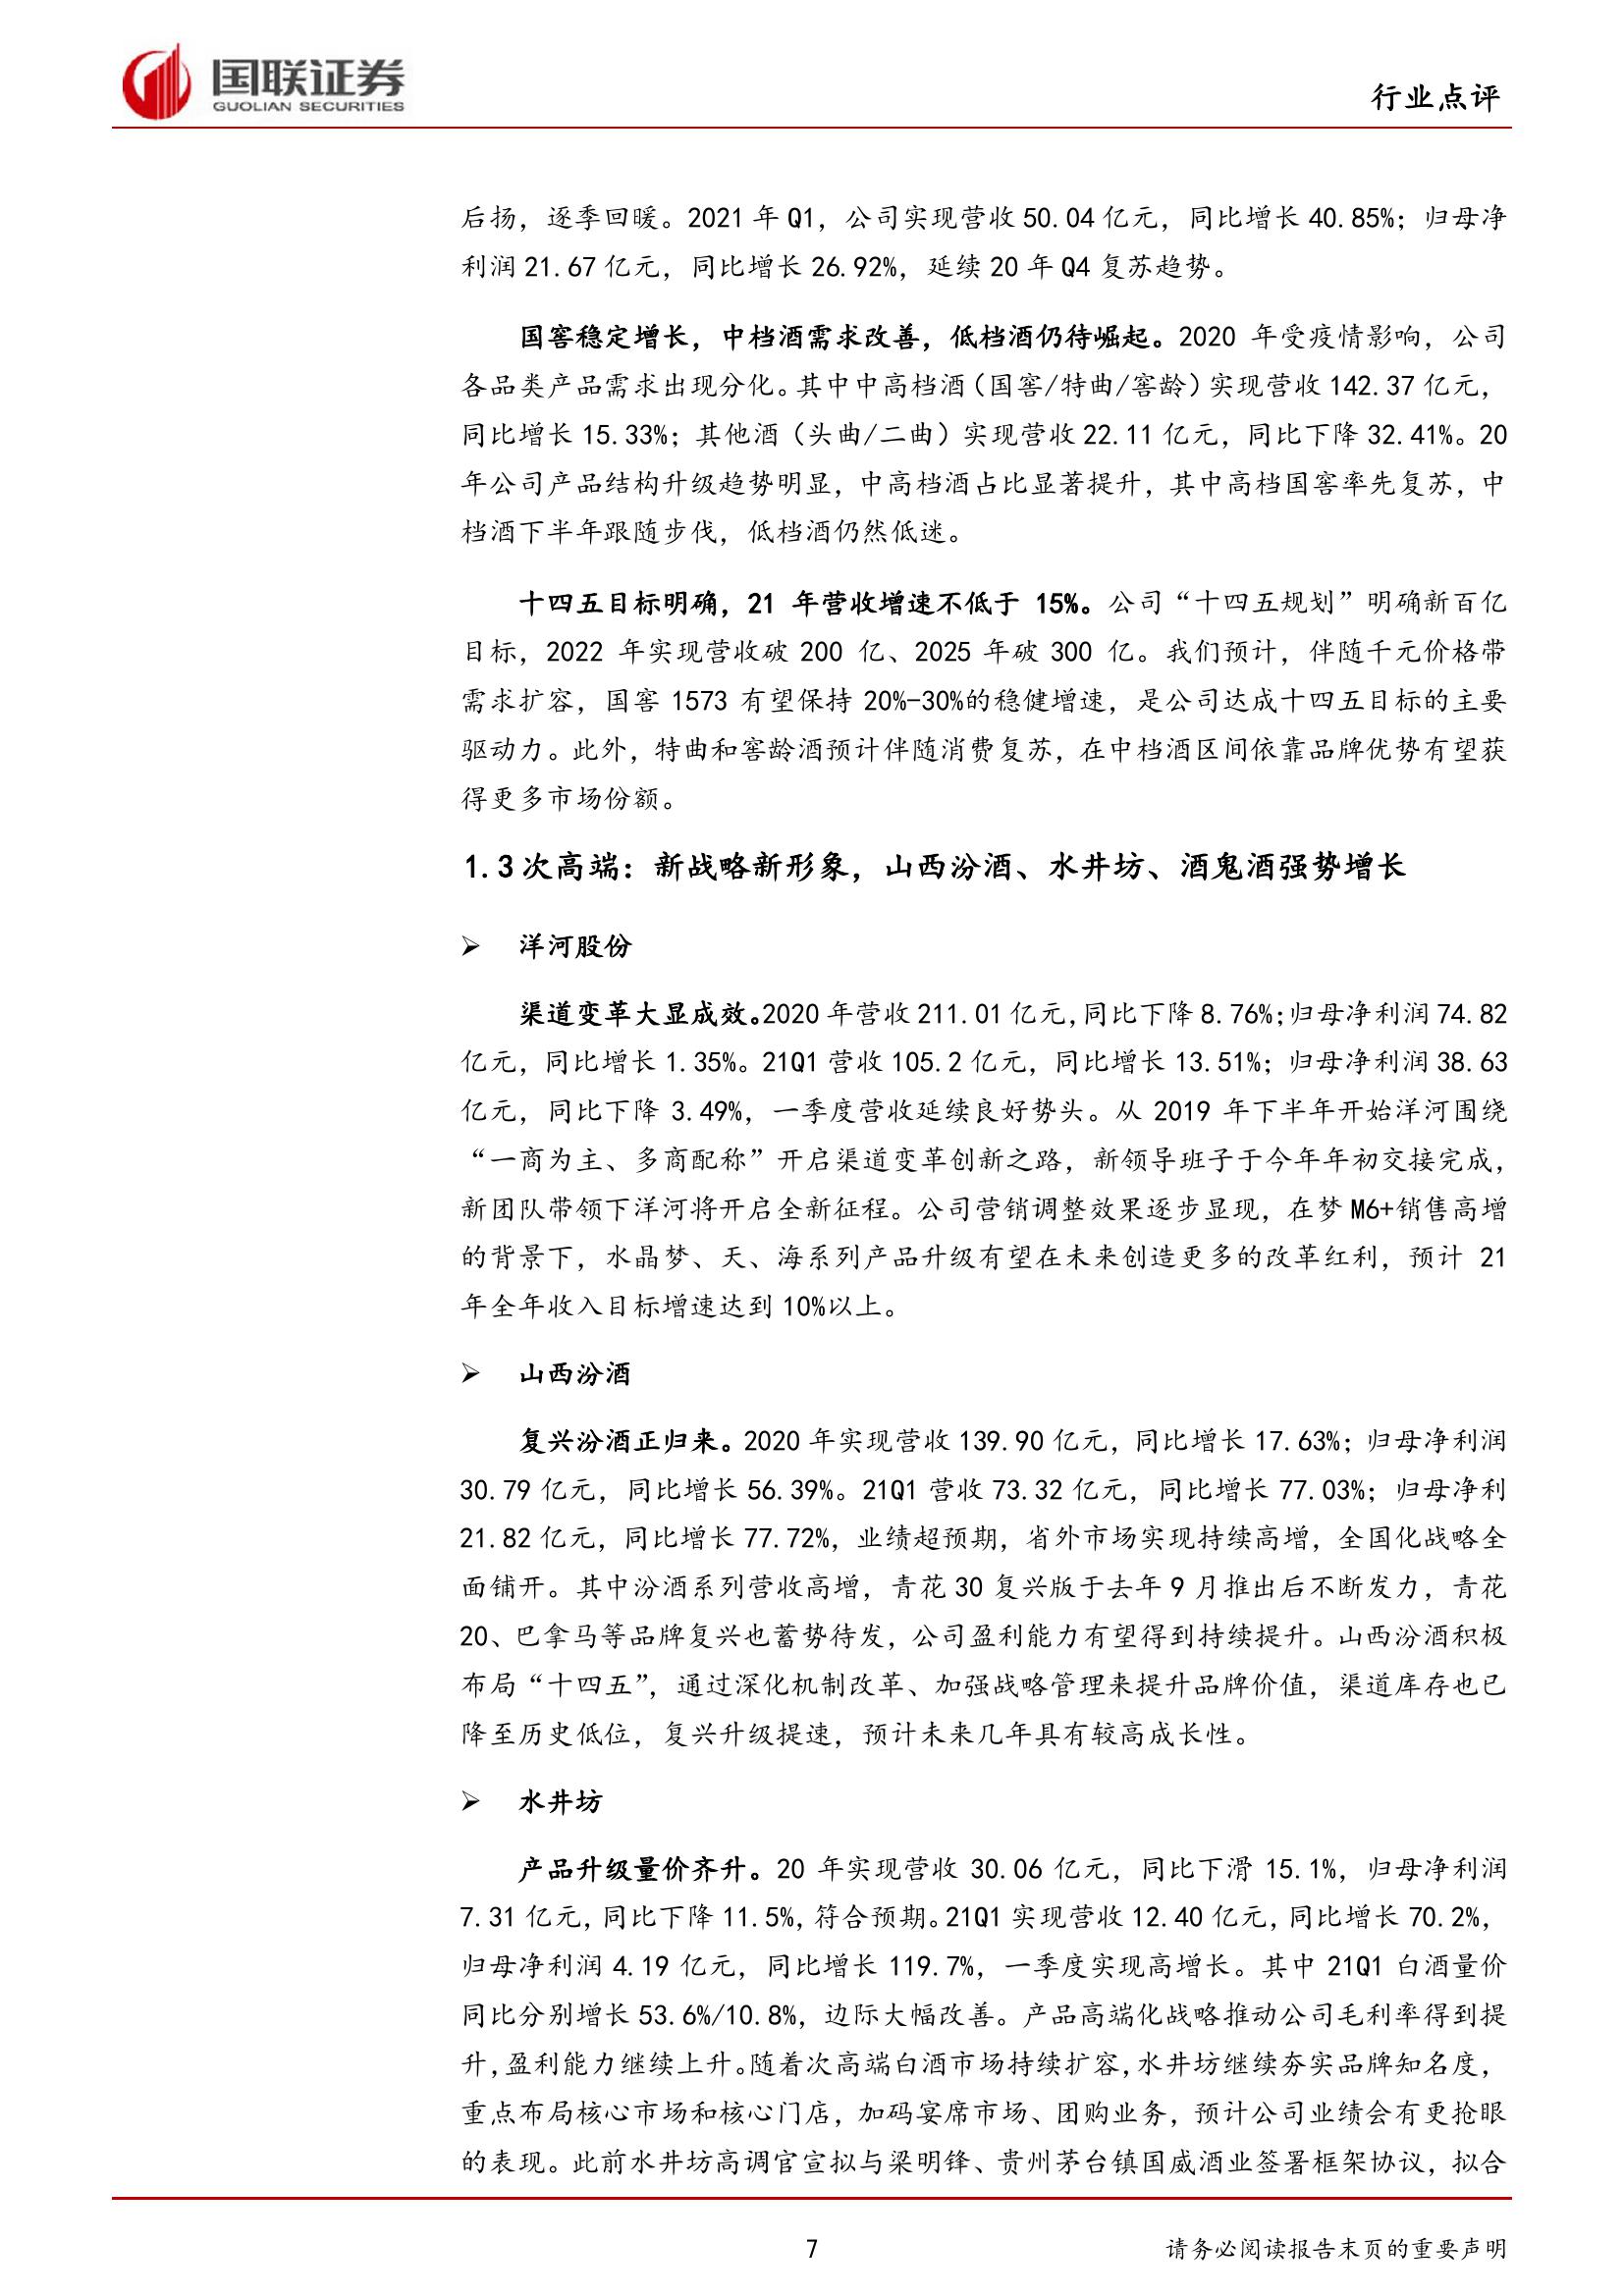 国联证券
GUOLIAN SECURITIES
行业点评
后扬，逐季回暖。2021 年 Q1，公司实现营收 50.04 亿元，同比增长 40.85%；归母净
利润 21.67 亿元，同比增长 26.92%，延续 20 年 Q4 复苏趋势。
国窖稳定增长，中档酒需求改善，低档酒仍待崛起。2020 年受疫情影响，公司
各品类产品需求出现分化。其中中高档酒（国窖/特曲/窖龄）实现营收 142.37 亿元，
同比增长 15.33%；其他酒（头曲/二曲）实现营收 22.11 亿元，同比下降 32.41%。20
年公司产品结构升级趋势明显，中高档酒占比显著提升，其中高档国窖率先复苏，中
档酒下半年跟随步伐，低档酒仍然低迷。
十四五目标明确，21 年营收增速不低于 15%。公司“十四五规划”明确新百亿
目标，2022 年实现营收破 200 亿、2025 年破 300 亿。我们预计，伴随千元价格带
需求扩容，国窖 1573 有望保持 20%-30%的稳健增速，是公司达成十四五目标的主要
驱动力。此外，特曲和窖龄酒预计伴随消费复苏，在中档酒区间依靠品牌优势有望获
得更多市场份额。
1.3 次高端：新战略新形象，山西汾酒、水井坊、酒鬼酒强势增长
➢ 洋河股份
渠道变革大显成效。2020 年营收 211.01 亿元，同比下降 8.76%；归母净利润 74.82
亿元，同比增长 1.35%。21Q1 营收 105.2 亿元，同比增长 13.51%；归母净利润 38.63
亿元，同比下降 3.49%，一季度营收延续良好势头。从 2019 年下半年开始洋河围绕
“一商为主、多商配称”开启渠道变革创新之路，新领导班子于今年年初交接完成，
新团队带领下洋河将开启全新征程。公司营销调整效果逐步显现，在梦 M6+销售高增
的背景下，水晶梦、天、海系列产品升级有望在未来创造更多的改革红利，预计 21
年全年收入目标增速达到 10%以上。
➢ 山西汾酒
复兴汾酒正归来。2020 年实现营收 139.90 亿元，同比增长 17.63%；归母净利润
30.79 亿元，同比增长 56.39%。21Q1 营收 73.32 亿元，同比增长 77.03%；归母净利
21.82 亿元，同比增长 77.72%，业绩超预期，省外市场实现持续高增，全国化战略全
面铺开。其中汾酒系列营收高增，青花 30 复兴版于去年 9 月推出后不断发力，青花
20、巴拿马等品牌复兴也蓄势待发，公司盈利能力有望得到持续提升。山西汾酒积极
布局“十四五”，通过深化机制改革、加强战略管理来提升品牌价值，渠道库存也已
降至历史低位，复兴升级提速，预计未来几年具有较高成长性。
➢ 水井坊
产品升级量价齐升。20 年实现营收 30.06 亿元，同比下滑 15.1%，归母净利润
7.31 亿元，同比下降 11.5%，符合预期。21Q1 实现营收 12.40 亿元，同比增长 70.2%，
归母净利润 4.19 亿元，同比增长 119.7%，一季度实现高增长。其中 21Q1 白酒量价
同比分别增长 53.6%/10.8%，边际大幅改善。产品高端化战略推动公司毛利率得到提
升，盈利能力继续上升。随着次高端白酒市场持续扩容，水井坊继续夯实品牌知名度，
重点布局核心市场和核心门店，加码宴席市场、团购业务，预计公司业绩会有更抢眼
的表现。此前水井坊高调官宣拟与梁明锋、贵州茅台镇国威酒业签署框架协议，拟合
7
请务必阅读报告末页的重要声明